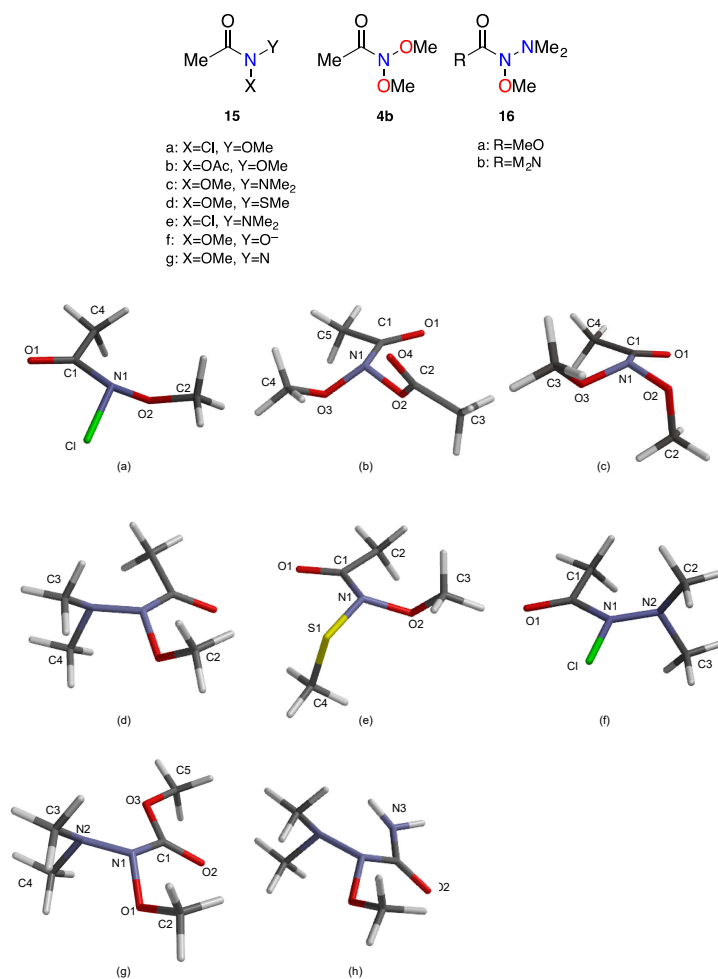 O Y Me N X
O Me N OMe OMe
O R N NMe2 OMe
15 4b 16
a: X=Cl, Y=OMe
b: X=OAc, Y=OMe
c: X=OMe, Y=NMe2
d: X=OMe, Y=SMe
e: X=Cl, Y=NMe2
f: X=OMe, Y=O–
g: X=OMe, Y=N
a: R=MeO
b: R=M2N
C4 O1 C1 N1 O2 C2 Cl
(a)
C1 O1 C5 N1 O4 C2 C4 O3 O2 C3
(b)
C4 C1 O1 C3 O3 N1 O2 C2
(c)
C3 C4 C2
(d)
C1 C2 O1 N1 C3 O2 S1 C4
(e)
C2 C1 N1 N2 O1 Cl C3
(f)
C5 O3 C3 N2 N1 C1 O2 C4 O1 C2
(g)
N3 O2
(h)